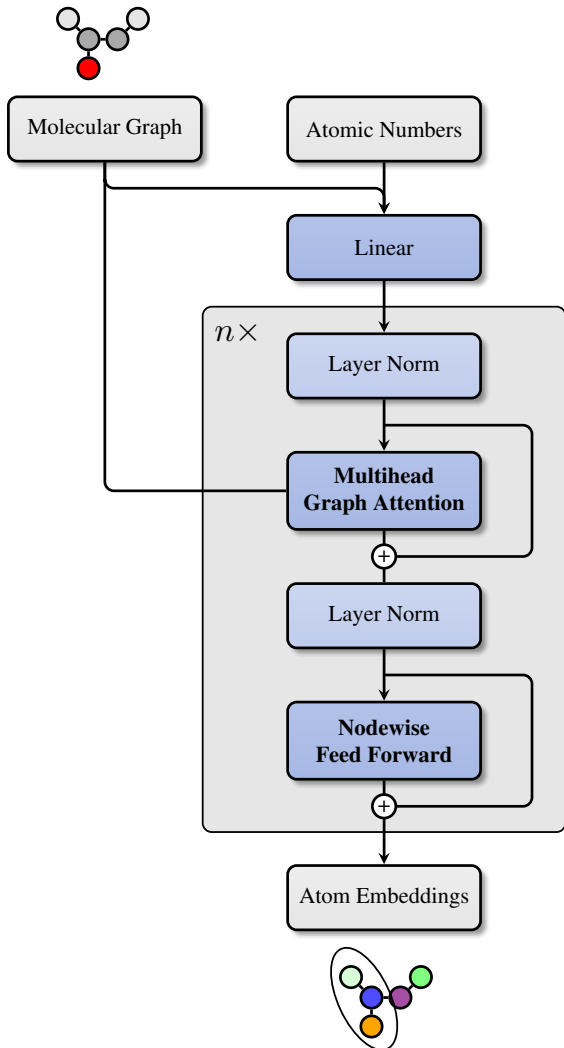 Molecular Graph
Atomic Numbers
Linear
n×
Layer Norm
Multihead
Graph Attention
+
Layer Norm
Nodewise
Feed Forward
+
Atom Embeddings